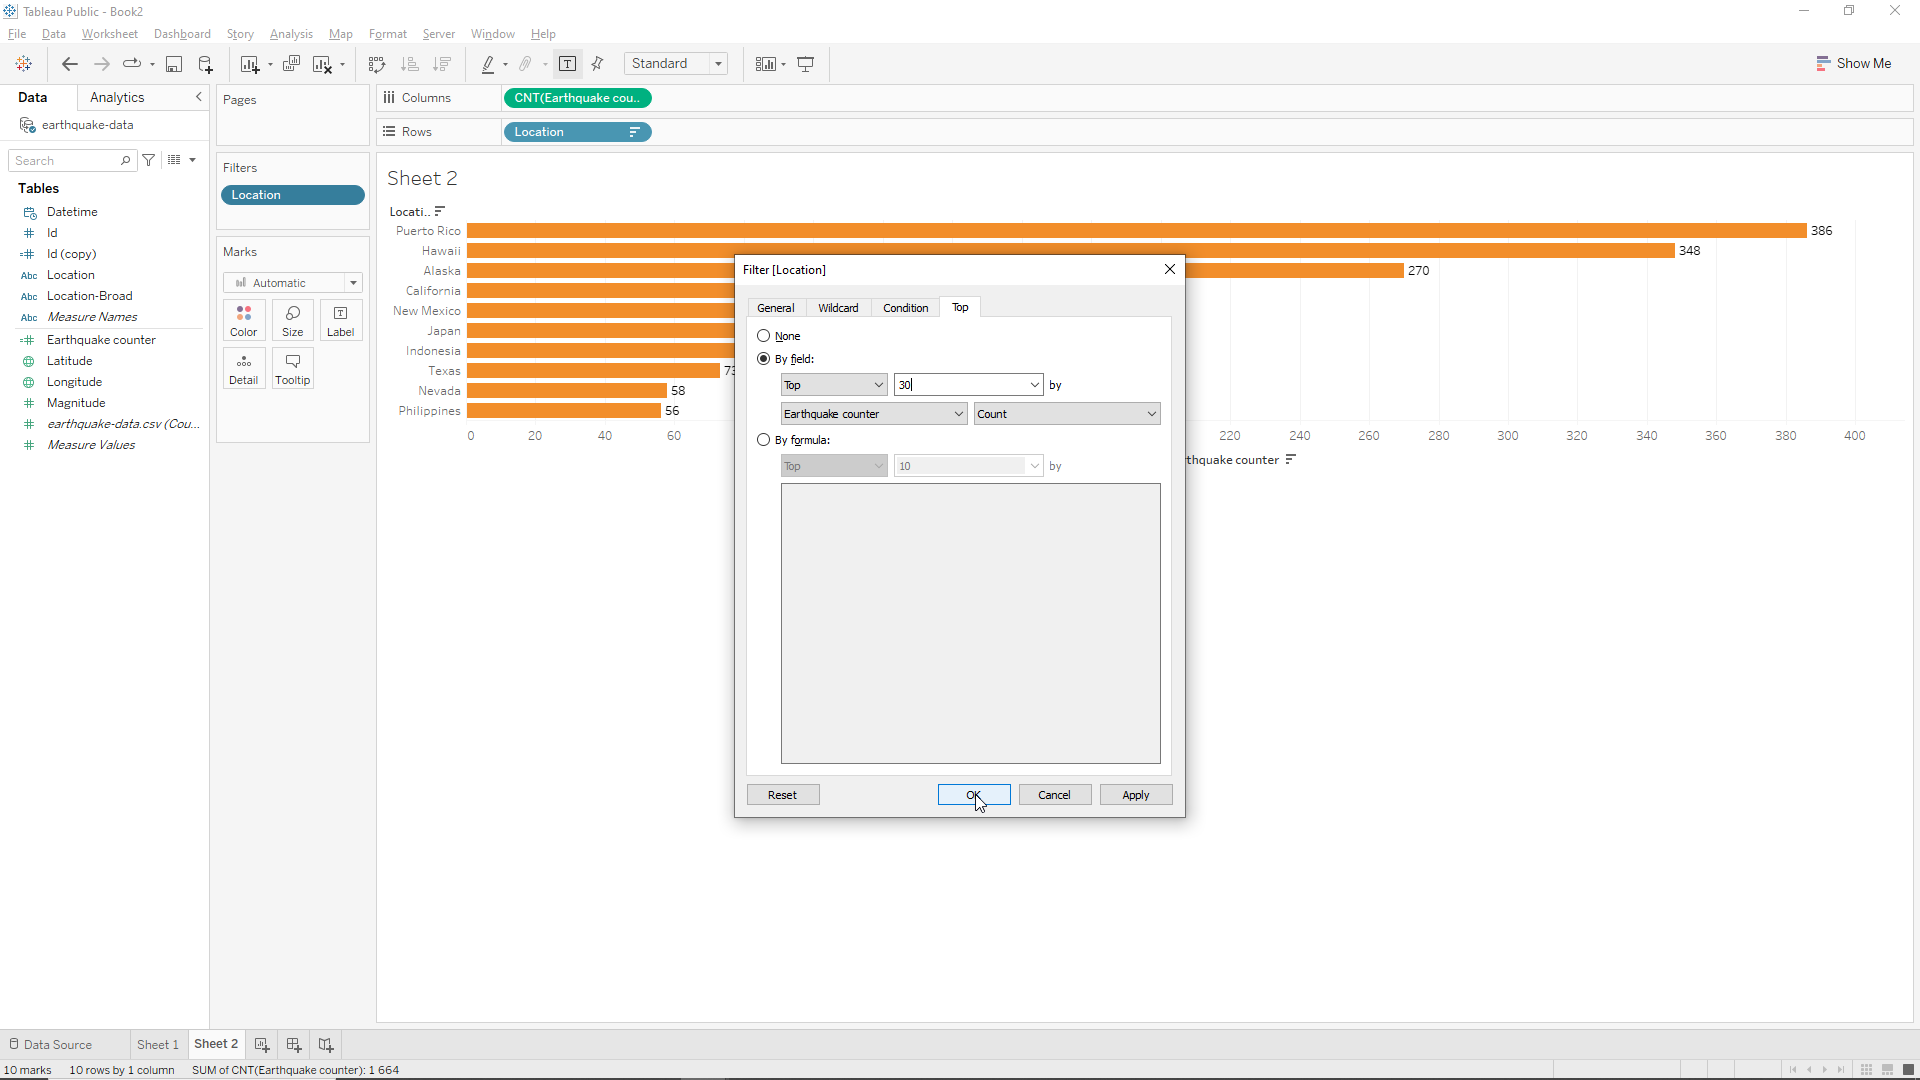 Tableau Public - Book2
File Data Worksheet Dashboard Story Analysis Map Format Server Window Help
Standard
Show Me
Data Analytics
earthquake-data
Search
Tables
Datetime
Id
Id (copy)
Abc Location
Abc Location-Broad
Abc Measure Names
Earthquake counter
Latitude
Longitude
Magnitude
earthquake-data.csv (Cou...
Measure Values
Pages
Filters
Location
Marks
Automatic
Color Size Label
Detail Tooltip
Columns CNT(Earthquake cou..
Rows Location
Sheet 2
Locati..
Puerto Rico 386
Hawaii 348
Alaska 270
California
New Mexico
Japan
Indonesia
Texas
Nevada 58
Philippines 56
0 20 40 60 220 240 260 280 300 320 340 360 380 400
thquake counter
Filter [Location]
General Wildcard Condition Top
None
By field:
Top 30 by
Earthquake counter Count
By formula:
Top 10 by
Reset OK Cancel Apply
Data Source Sheet 1 Sheet 2
10 marks 10 rows by 1 column SUM of CNT(Earthquake counter): 1 664